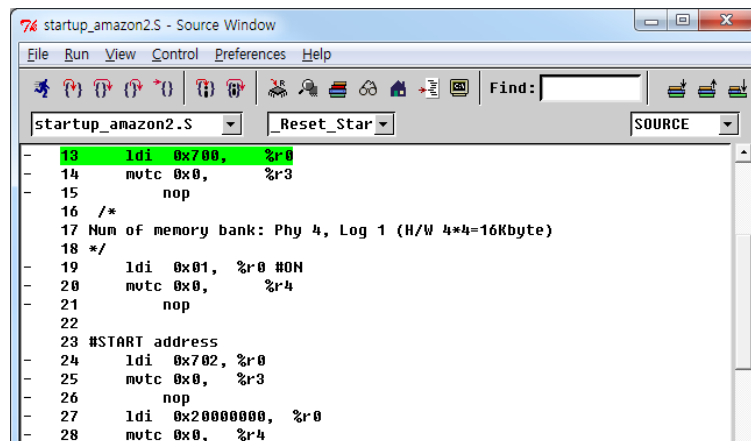 7% startup_amazon2.S - Source Window
File Run View Control Preferences Help
Find:
startup_amazon2.S _Reset_Star SOURCE
- 13 ldi 0x700, %r0
- 14 mvtc 0x0, %r3
- 15 nop
16 /*
17 Num of memory bank: Phy 4, Log 1 (H/W 4*4=16Kbyte)
18 */
- 19 ldi 0x01, %r0 #ON
- 20 mvtc 0x0, %r4
- 21 nop
22
23 #START address
- 24 ldi 0x702, %r0
- 25 mvtc 0x0, %r3
- 26 nop
- 27 ldi 0x20000000, %r0
- 28 mvtc 0x0, %r4